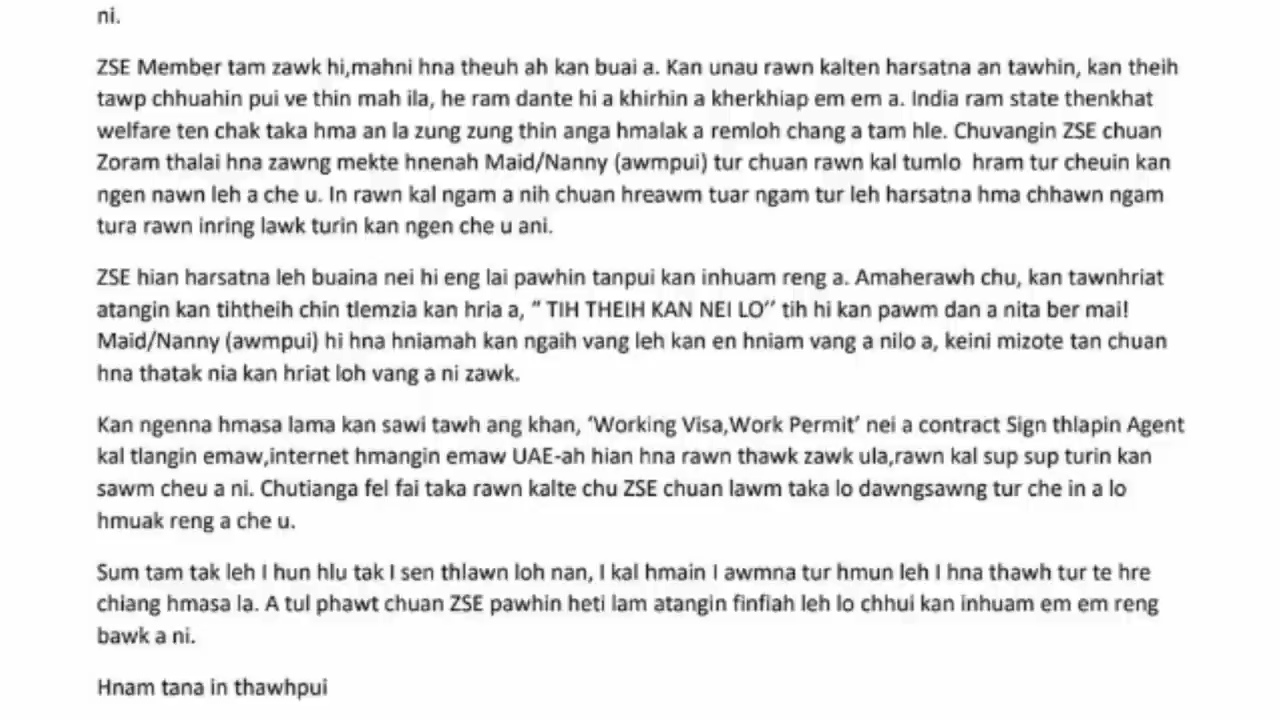 ni.
ZSE Member tam zawk hi,mahni hna theuh ah kan buai a. Kan unau rawn kalten harsatna an tawhin, kan theih
tawp chhuahin pui ve thin mah ila, he ram dante hi a khirhin a kherkhiap em em a. India ram state thenkhat
welfare ten chak taka hma an la zung zung thin anga hmalak a remloh chang a tam hle. Chuvangin ZSE chuan
Zoram thalai hna zawng mekte hnenah Maid/Nanny (awmpui) tur chuan rawn kal tumlo  hram tur cheuin kan
ngen nawn leh a che u. In rawn kal ngam a nih chuan hreawm tuar ngam tur leh harsatna hma chhawn ngam
tura rawn inring lawk turin kan ngen che u ani.
ZSE hian harsatna leh buaina nei hi eng lai pawhin tanpui kan inhuam reng a. Amaherawh chu, kan tawnhriat
atangin kan tihtheih chin tlemzia kan hria a, “ TIH THEIH KAN NEI LO’’ tih hi kan pawm dan a nita ber mai!
Maid/Nanny (awmpui) hi hna hniamah kan ngaih vang leh kan en hniam vang a nilo a, keini mizote tan chuan
hna thatak nia kan hriat loh vang a ni zawk.
Kan ngenna hmasa lama kan sawi tawh ang khan, ‘Working Visa,Work Permit’ nei a contract Sign thlapin Agent
kal tlangin emaw,internet hmangin emaw UAE-ah hian hna rawn thawk zawk ula,rawn kal sup sup turin kan
sawm cheu a ni. Chutianga fel fai taka rawn kalte chu ZSE chuan lawm taka lo dawngsawng tur che in a lo
hmuak reng a che u.
Sum tam tak leh I hun hlu tak I sen thlawn loh nan, I kal hmain I awmna tur hmun leh I hna thawh tur te hre
chiang hmasa la. A tul phawt chuan ZSE pawhin heti lam atangin finfiah leh lo chhui kan inhuam em em reng
bawk a ni.
Hnam tana in thawhpui